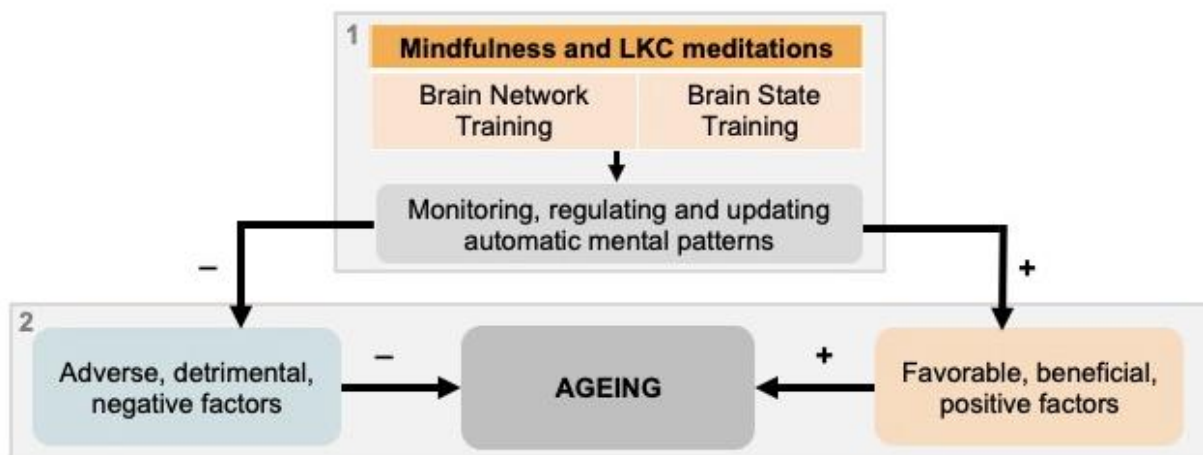 1
Mindfulness and LKC meditations
Brain Network
Training
Brain State
Training
Monitoring, regulating and updating
automatic mental patterns
–
+
2
Adverse, detrimental,
negative factors
–
AGEING
+
Favorable, beneficial,
positive factors